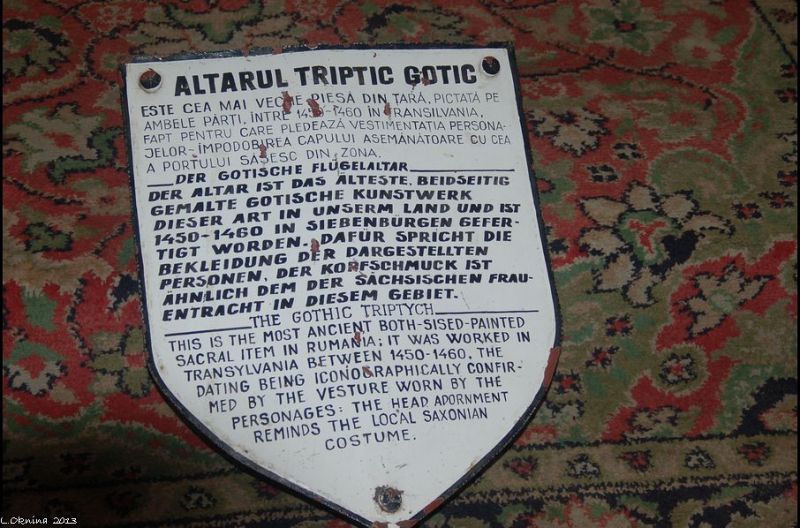 ALTARUL TRIPTIC GOTIC
ESTE CEA MAI VECHE PIESĂ DIN ȚARĂ, PICTATĂ PE
AMBELE PĂRȚI, ÎNTRE 1450-1460 ÎN TRANSILVANIA,
FAPT PENTRU CARE PLEDEAZĂ VESTIMENTAȚIA PERSONA-
JELOR-ÎMPODOBIREA CAPULUI ASEMĂNĂTOARE CU CEA
A PORTULUI SĂSESC DIN ZONĂ.
DER GOTISCHE FLÜGELALTAR
DER ALTAR IST DAS ÄLTESTE, BEIDSEITIG
GEMALTE GOTISCHE KUNSTWERK
DIESER ART IN UNSERM LAND UND IST
1450-1460 IN SIEBENBÜRGEN GEFER-
TIGT WORDEN. DAFÜR SPRICHT DIE
BEKLEIDUNG DER DARGESTELLTEN
PERSONEN, DER KOPFSCHMUCK IST
ÄHNLICH DEM DER SÄCHSISCHEN FRAU-
ENTRACHT IN DIESEM GEBIET.
THE GOTHIC TRIPTYCH
THIS IS THE MOST ANCIENT BOTH-SISED-PAINTED
SACRAL ITEM IN RUMANIA; IT WAS WORKED IN
TRANSYLVANIA BETWEEN 1450-1460. THE
DATING BEING ICONOGRAPHICALLY CONFIR-
MED BY THE VESTURE WORN BY THE
PERSONAGES: THE HEAD ADORNMENT
REMINDS THE LOCAL SAXONIAN
COSTUME.
L.Oknina 2013